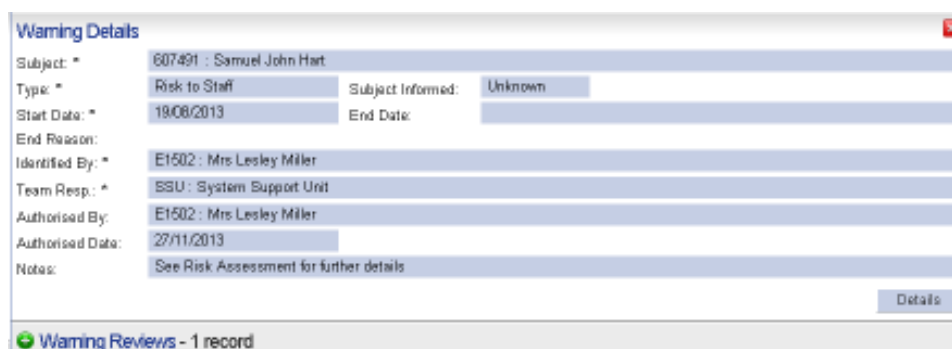 Warning Details
Subject: * 607491 : Samuel John Hart
Type: * Risk to Staff Subject Informed: Unknown
Start Date: * 19/08/2013 End Date:
End Reason:
Identified By: * E1502 : Mrs Lesley Miller
Team Resp.: * SSU : System Support Unit
Authorised By: E1502 : Mrs Lesley Miller
Authorised Date: 27/11/2013
Notes: See Risk Assessment for further details
Details
Warning Reviews - 1 record